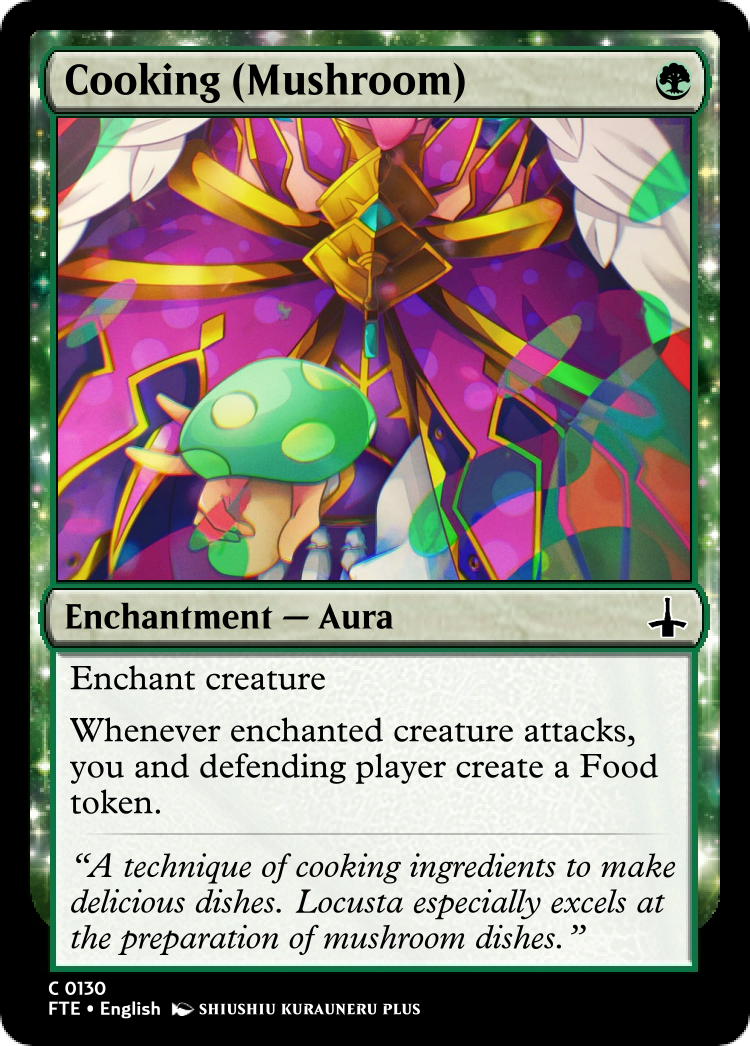 Cooking (Mushroom)
Enchantment — Aura
Enchant creature
Whenever enchanted creature attacks,
you and defending player create a Food
token.
“A technique of cooking ingredients to make
delicious dishes. Locusta especially excels at
the preparation of mushroom dishes.”
C 0130
FTE • English SHIUSHIU KURAUNERU PLUS